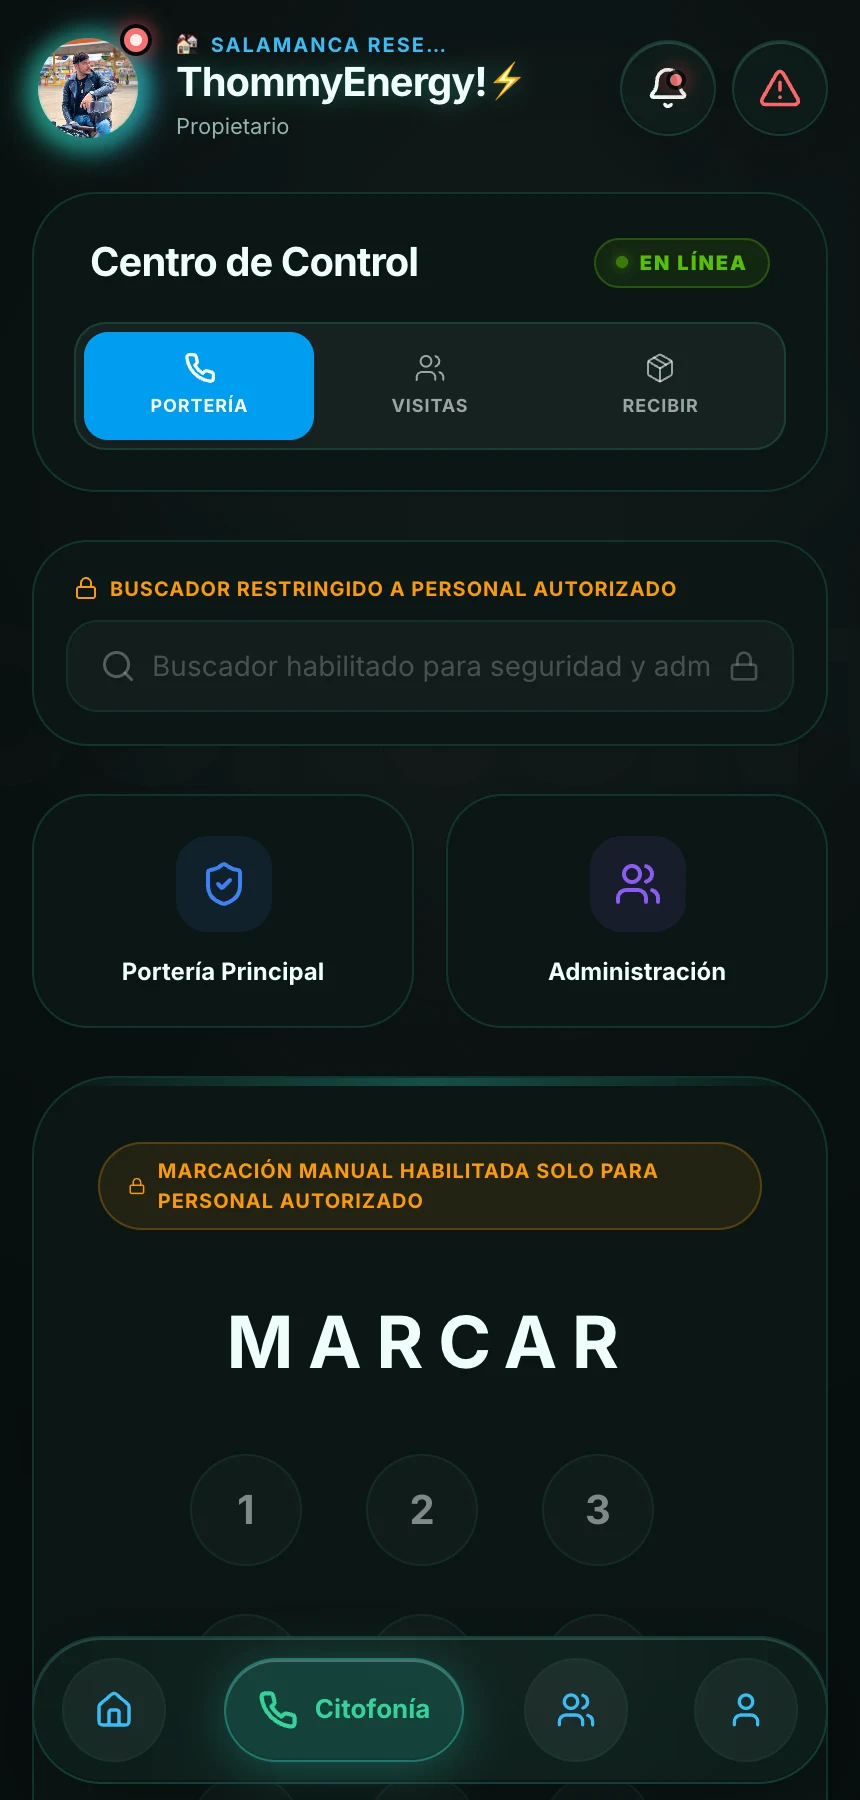 SALAMANCA RESE...
ThommyEnergy!⚡
Propietario
Centro de Control
EN LÍNEA
PORTERÍA
VISITAS
RECIBIR
BUSCADOR RESTRINGIDO A PERSONAL AUTORIZADO
Buscador habilitado para seguridad y adm
Portería Principal
Administración
MARCACIÓN MANUAL HABILITADA SOLO PARA
PERSONAL AUTORIZADO
MARCAR
1 2 3
Citofonía